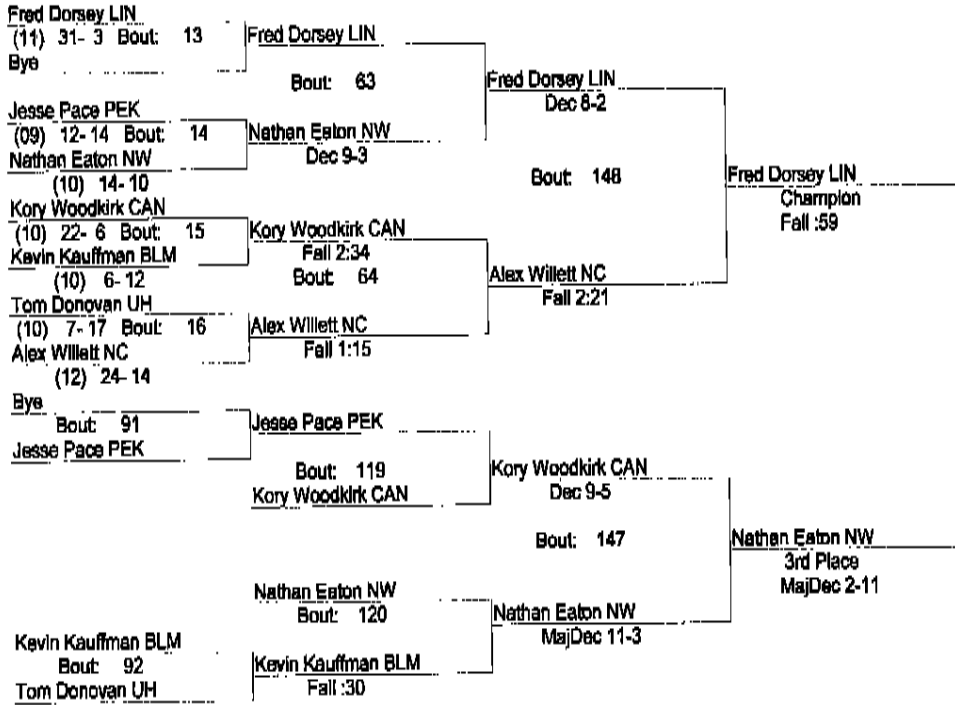 Fred Dorsey LIN
(11) 31- 3 Bout: 13
Bye
Fred Dorsey LIN
Bout: 63
Fred Dorsey LIN
Dec 8-2
Jesse Pace PEK
(09) 12- 14 Bout: 14
Nathan Eaton NW
(10) 14- 10
Nathan Eaton NW
Dec 9-3
Bout: 148
Fred Dorsey LIN
Champion
Fall :59
Kory Woodkirk CAN
(10) 22- 6 Bout: 15
Kevin Kauffman BLM
(10) 6- 12
Kory Woodkirk CAN
Fall 2:34
Bout: 64
Alex Willett NC
Fall 2:21
Tom Donovan UH
(10) 7- 17 Bout: 16
Alex Willett NC
(12) 24- 14
Alex Willett NC
Fall 1:15
Bye
Bout: 91
Jesse Pace PEK
Jesse Pace PEK
Bout: 119
Kory Woodkirk CAN
Kory Woodkirk CAN
Dec 9-5
Bout: 147
Nathan Eaton NW
3rd Place
MajDec 2-11
Nathan Eaton NW
Bout: 120
Nathan Eaton NW
MajDec 11-3
Kevin Kauffman BLM
Bout: 92
Tom Donovan UH
Kevin Kauffman BLM
Fall :30